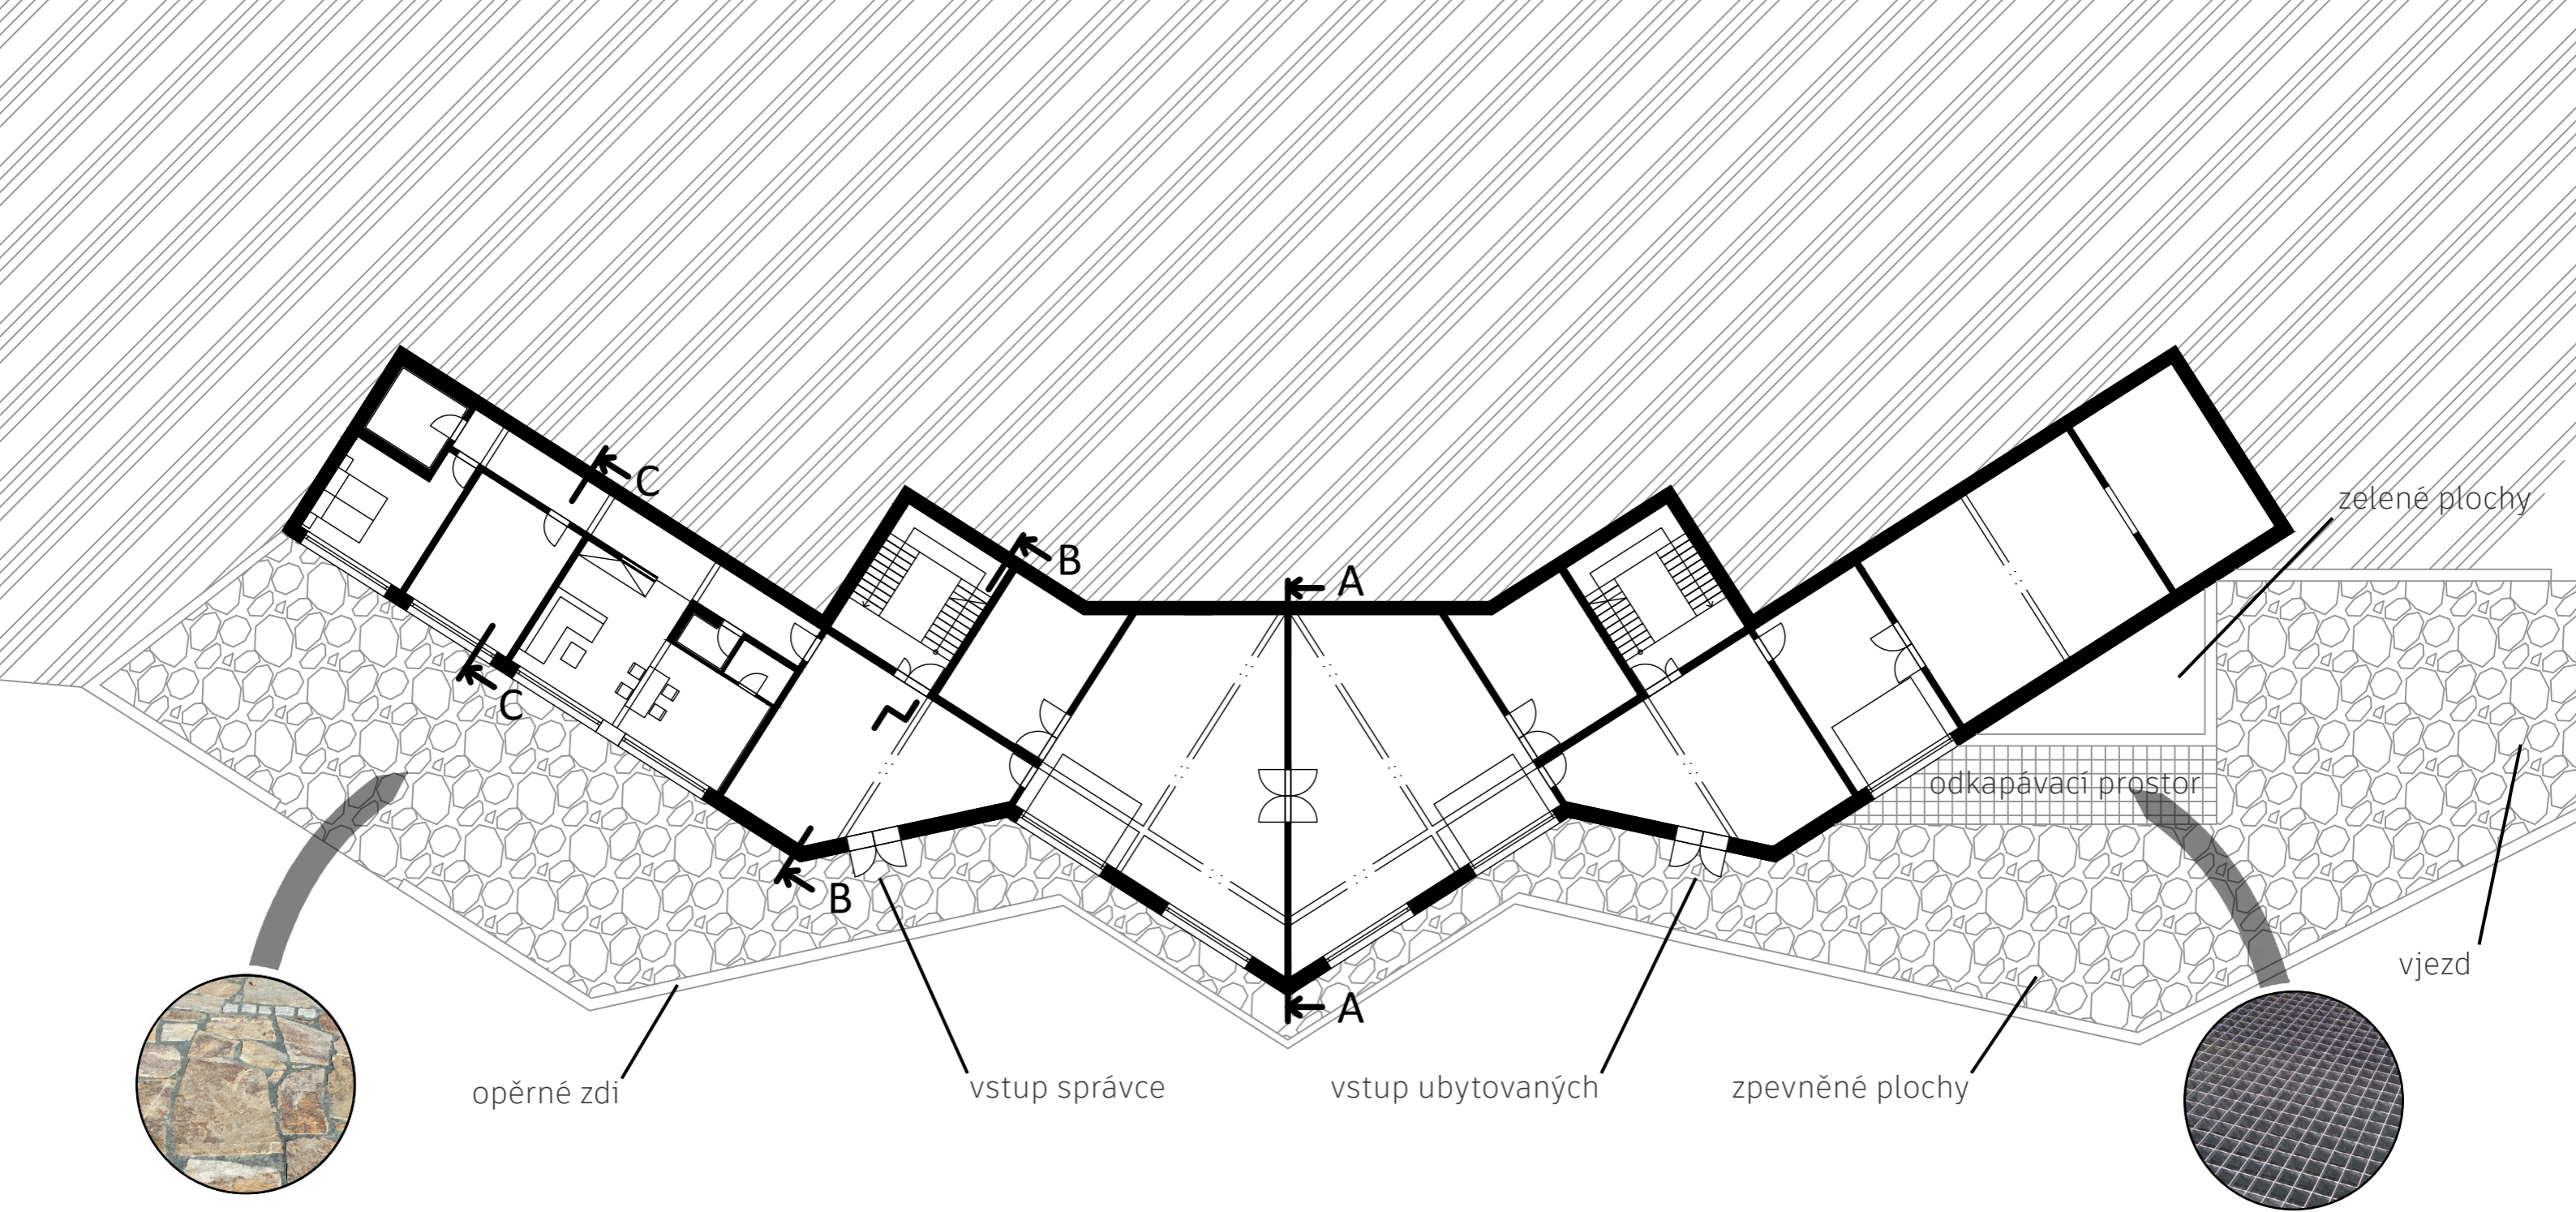 C
zelené plochy
B
A
C
odkapávací prostor
B
vjezd
A
opěrné zdi
vstup správce
vstup ubytovaných
zpevněné plochy